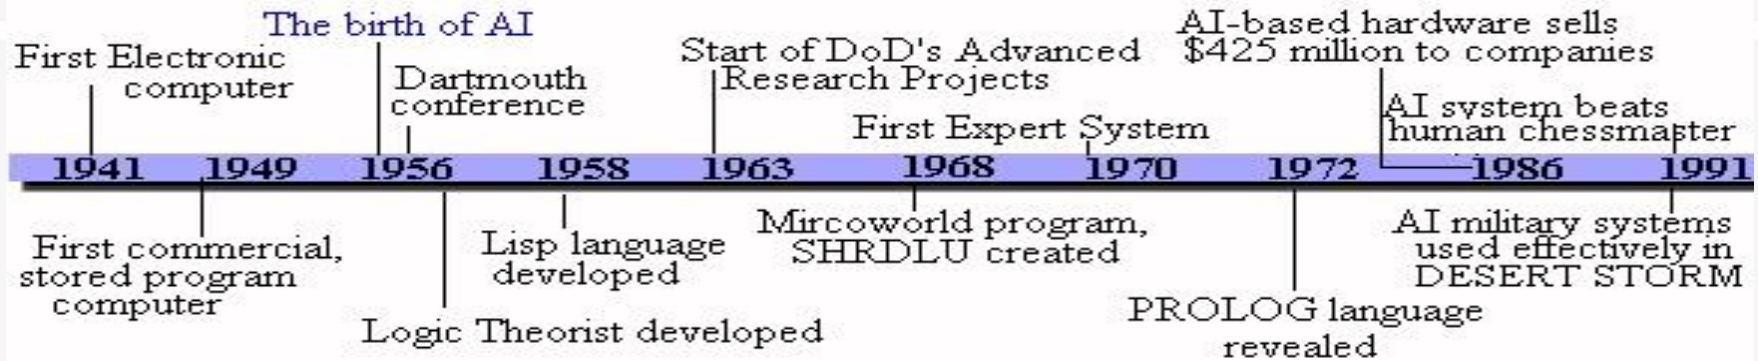 The birth of AI
First Electronic
computer
Dartmouth
conference
Start of DoD's Advanced
Research Projects
First Expert System
AI-based hardware sells
$425 million to companies
AI system beats
human chessmaster
1941 1949 1956 1958 1963 1968 1970 1972 1986 1991
First commercial,
stored program
computer
Logic Theorist developed
Lisp language
developed
Mircoworld program,
SHRDLU created
PROLOG language
revealed
AI military systems
used effectively in
DESERT STORM